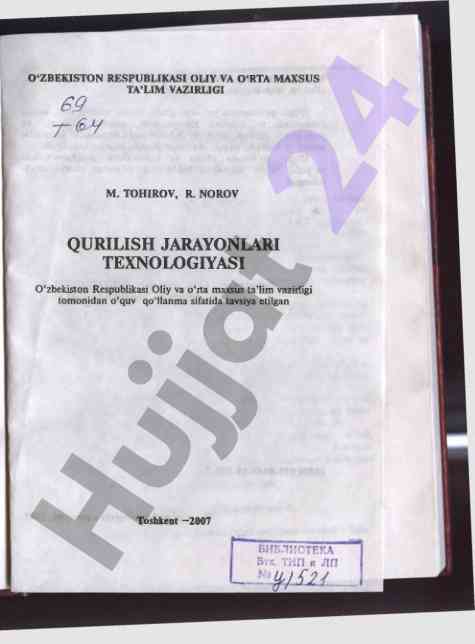 O‘ZBEKISTON RESPUBLIKASI OLIY VA O‘RTA MAXSUS
TA’LIM VAZIRLIGI
69
T 64
M. TOHIROV, R. NOROV
QURILISH JARAYONLARI
TEXNOLOGIYASI
O‘zbekiston Respublikasi Oliy va o‘rta maxsus ta’lim vazirligi
tomonidan o‘quv qo‘llanma sifatida tavsiya etilgan
Hujjat 24
Toshkent –2007
БИБЛИОТЕКА
Бух. ТИП и ЛП
№ у/521